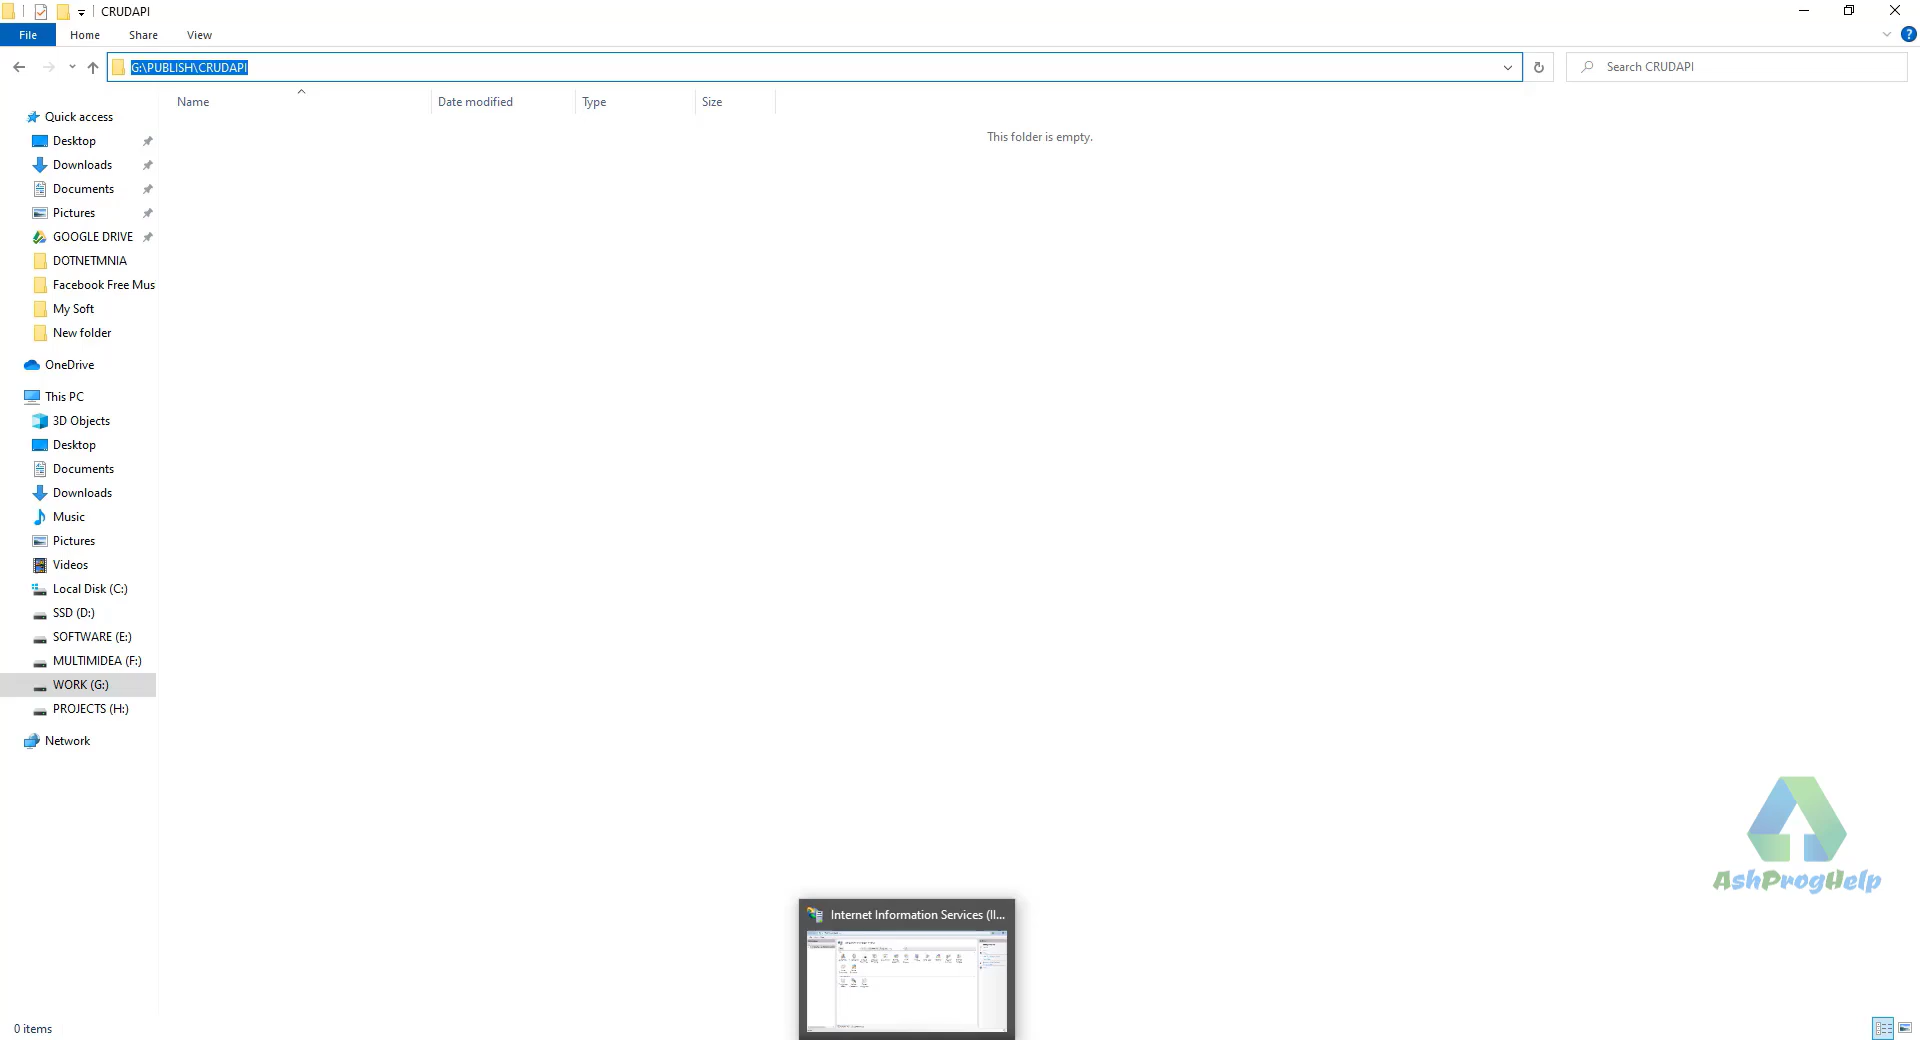 CRUDAPI
File Home Share View
G:\PUBLISH\CRUDAPI
Search CRUDAPI
Name Date modified Type Size
This folder is empty.
Quick access
Desktop
Downloads
Documents
Pictures
GOOGLE DRIVE
DOTNETMNIA
Facebook Free Mus
My Soft
New folder
OneDrive
This PC
3D Objects
Desktop
Documents
Downloads
Music
Pictures
Videos
Local Disk (C:)
SSD (D:)
SOFTWARE (E:)
MULTIMIDEA (F:)
WORK (G:)
PROJECTS (H:)
Network
AshProgHelp
Internet Information Services (II...
0 items